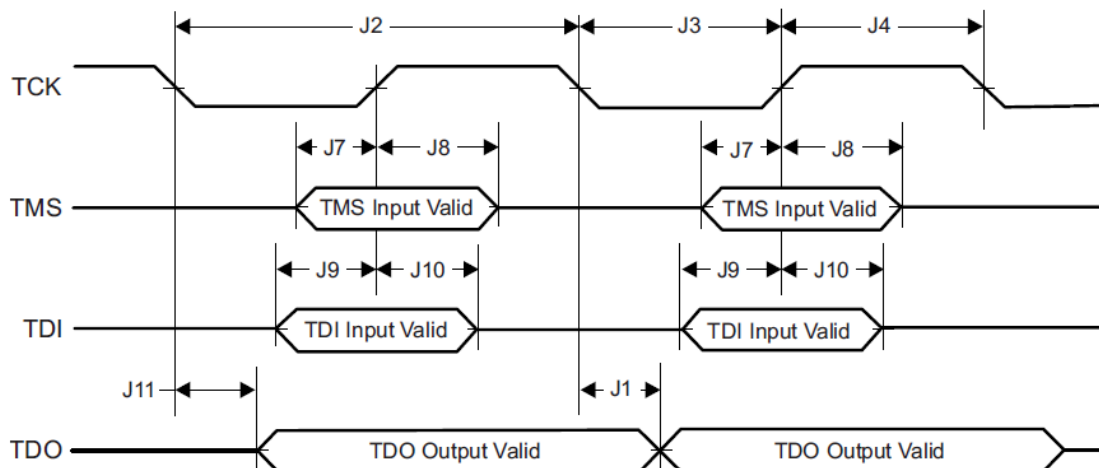 J2 J3 J4
TCK
J7 J8 J7 J8
TMS TMS Input Valid TMS Input Valid
J9 J10 J9 J10
TDI TDI Input Valid TDI Input Valid
J11 J1
TDO TDO Output Valid TDO Output Valid